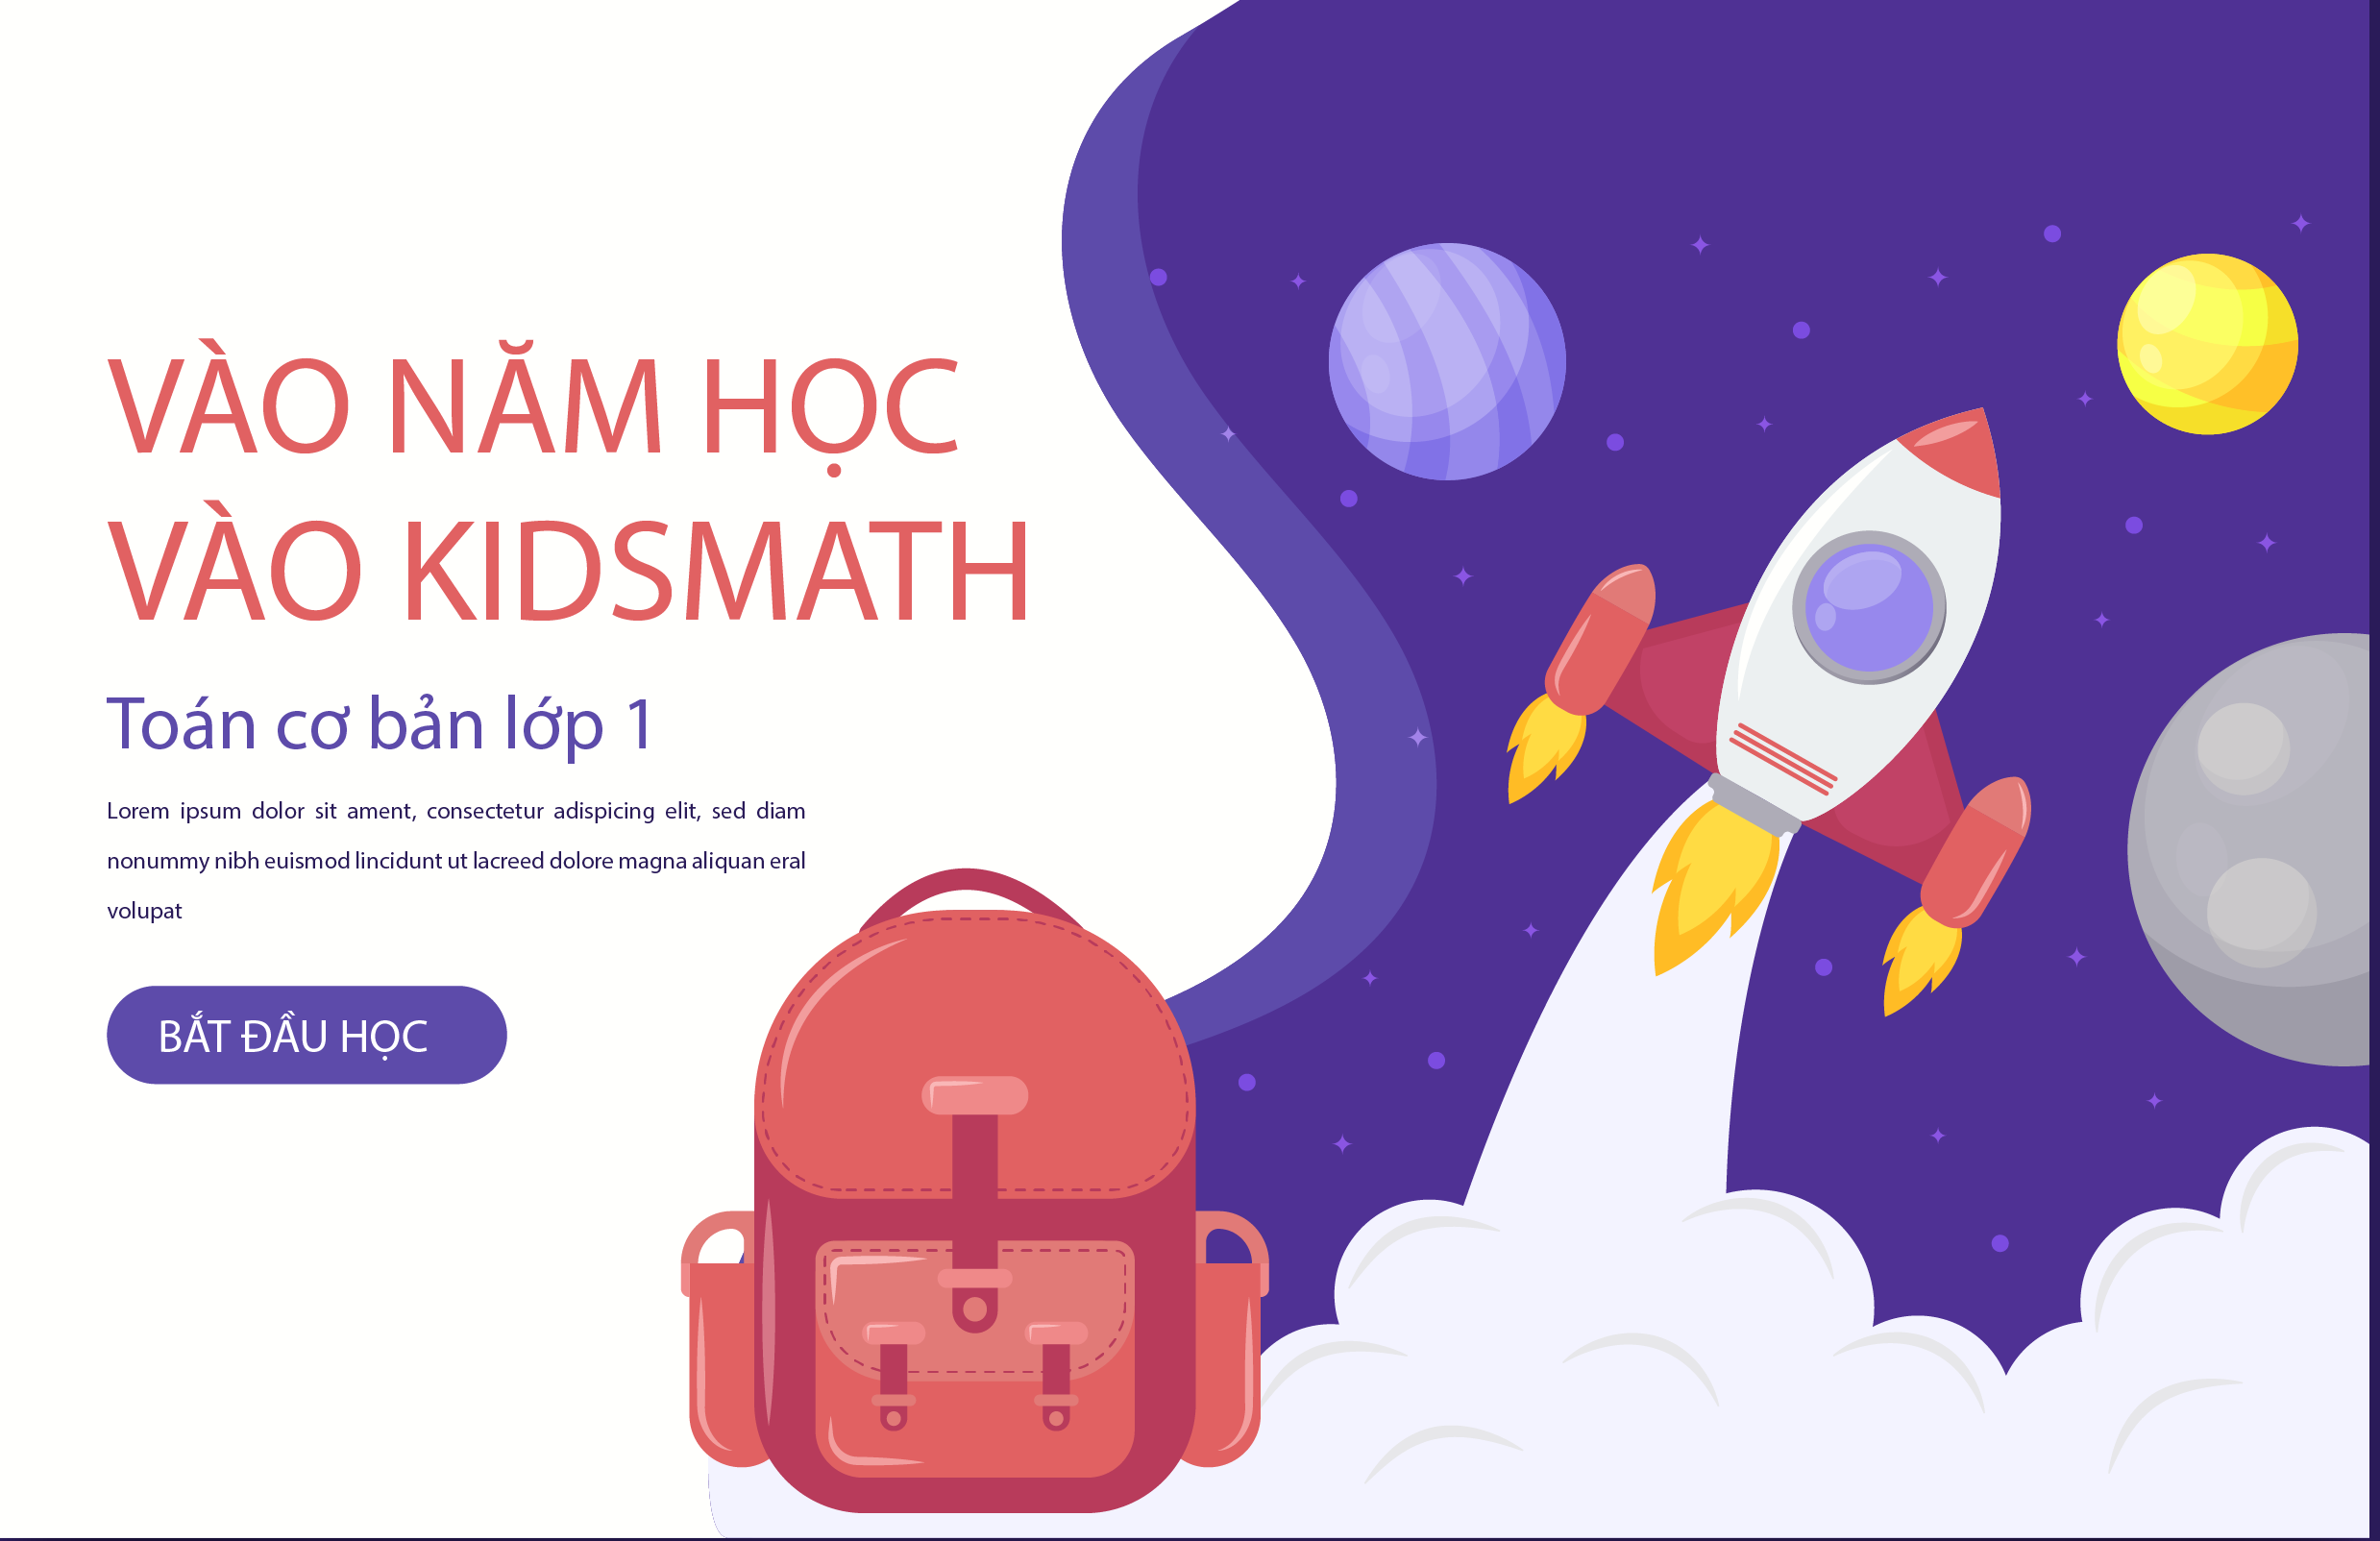 VÀO NĂM HỌC
VÀO KIDSMATH
Toán cơ bản lớp 1
Lorem ipsum dolor sit ament, consectetur adispicing elit, sed diam
nonummy nibh euismod lincidunt ut lacreed dolore magna aliquan eral
volupat
BẮT ĐẦU HỌC